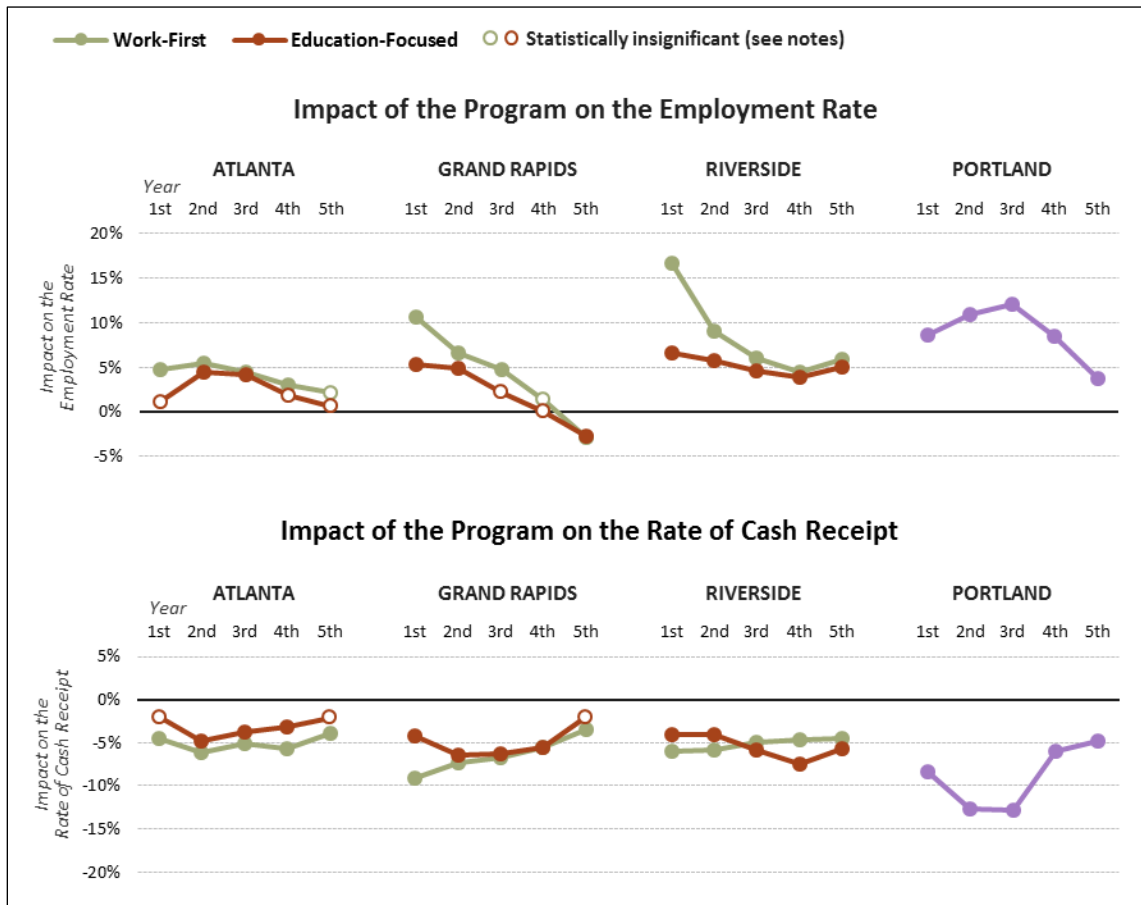 Work-First Education-Focused Statistically insignificant (see notes)
Impact of the Program on the Employment Rate
ATLANTA GRAND RAPIDS RIVERSIDE PORTLAND
Year
1st 2nd 3rd 4th 5th 1st 2nd 3rd 4th 5th 1st 2nd 3rd 4th 5th 1st 2nd 3rd 4th 5th
Impact on the
Employment Rate
20%
15%
10%
5%
0%
-5%
Impact of the Program on the Rate of Cash Receipt
ATLANTA GRAND RAPIDS RIVERSIDE PORTLAND
Year
1st 2nd 3rd 4th 5th 1st 2nd 3rd 4th 5th 1st 2nd 3rd 4th 5th 1st 2nd 3rd 4th 5th
Impact on the
Rate of Cash Receipt
5%
0%
-5%
-10%
-15%
-20%